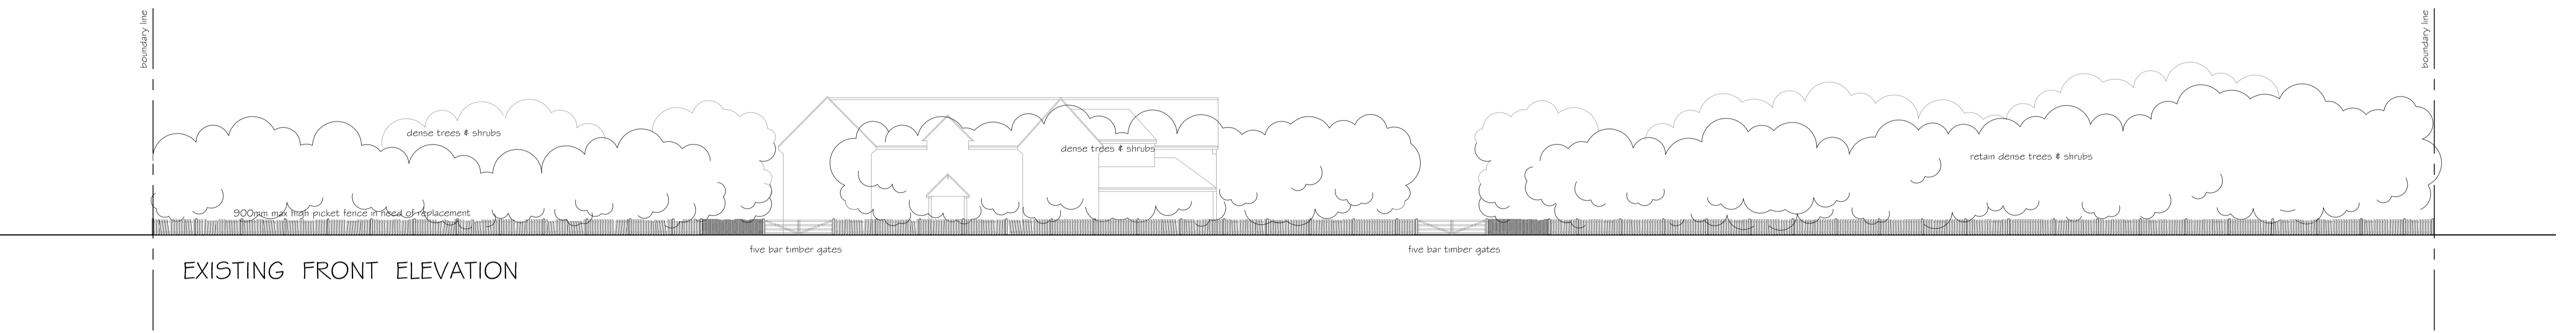 boundary line
boundary line
dense trees & shrubs
dense trees & shrubs
retain dense trees & shrubs
900mm max high picket fence in need of replacement
five bar timber gates
five bar timber gates
EXISTING FRONT ELEVATION